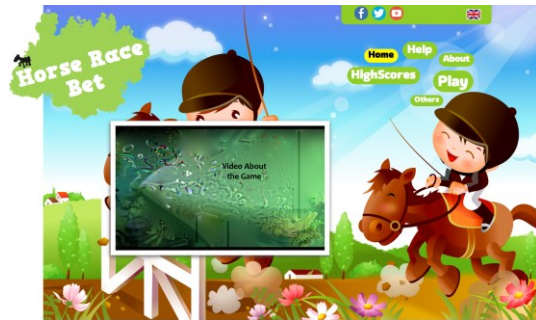 Horse Race
Bet
Home
Help
About
HighScores
Play
Others
Video About
the Game